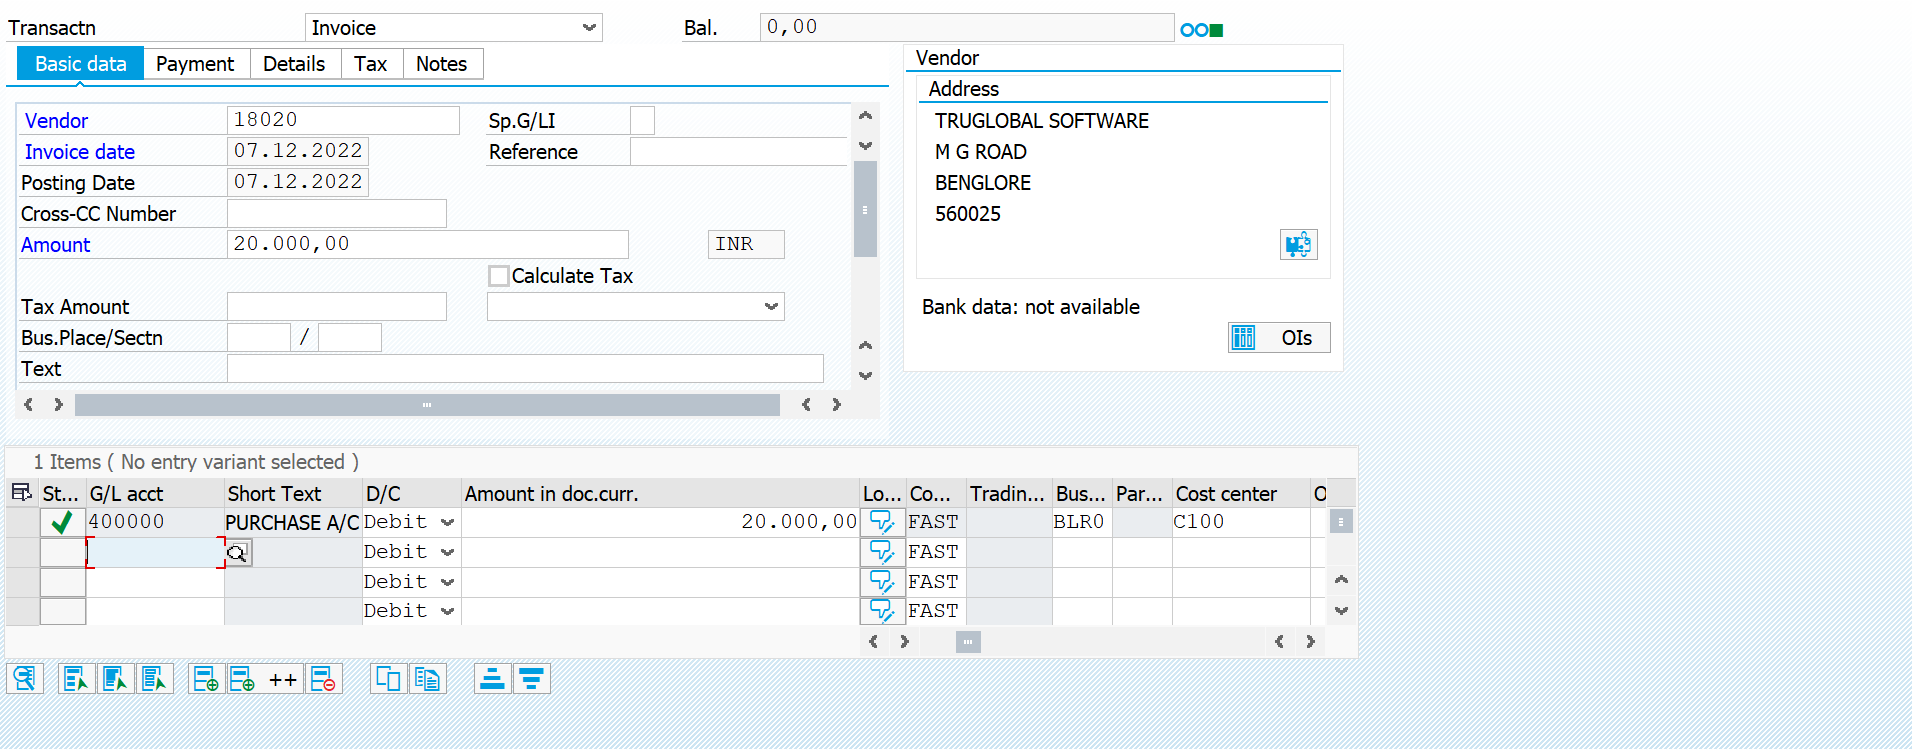 Transactn Invoice Bal. 0,00
Basic data Payment Details Tax Notes
Vendor 18020 Sp.G/LI
Invoice date 07.12.2022 Reference
Posting Date 07.12.2022
Cross-CC Number
Amount 20.000,00 INR
Calculate Tax
Tax Amount
Bus.Place/Sectn /
Text
Vendor
Address
TRUGLOBAL SOFTWARE
M G ROAD
BENGLORE
560025
Bank data: not available
OIs
1 Items ( No entry variant selected )
St... G/L acct Short Text D/C Amount in doc.curr. Lo... Co... Tradin... Bus... Par... Cost center O
400000 PURCHASE A/C Debit 20.000,00 FAST BLR0 C100
Debit FAST
Debit FAST
Debit FAST
++